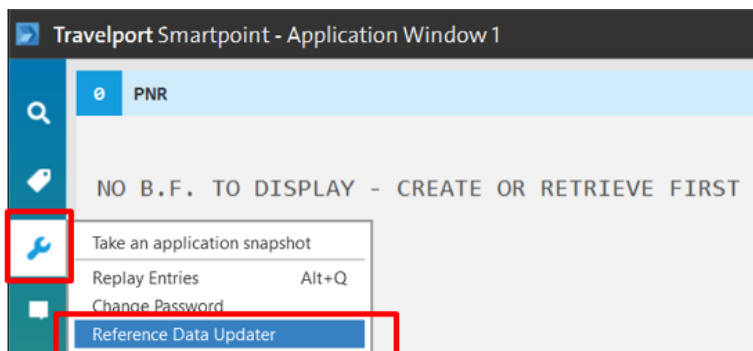 Travelport Smartpoint - Application Window 1
0 PNR
NO B.F. TO DISPLAY - CREATE OR RETRIEVE FIRST
Take an application snapshot
Replay Entries Alt+Q
Change Password
Reference Data Updater